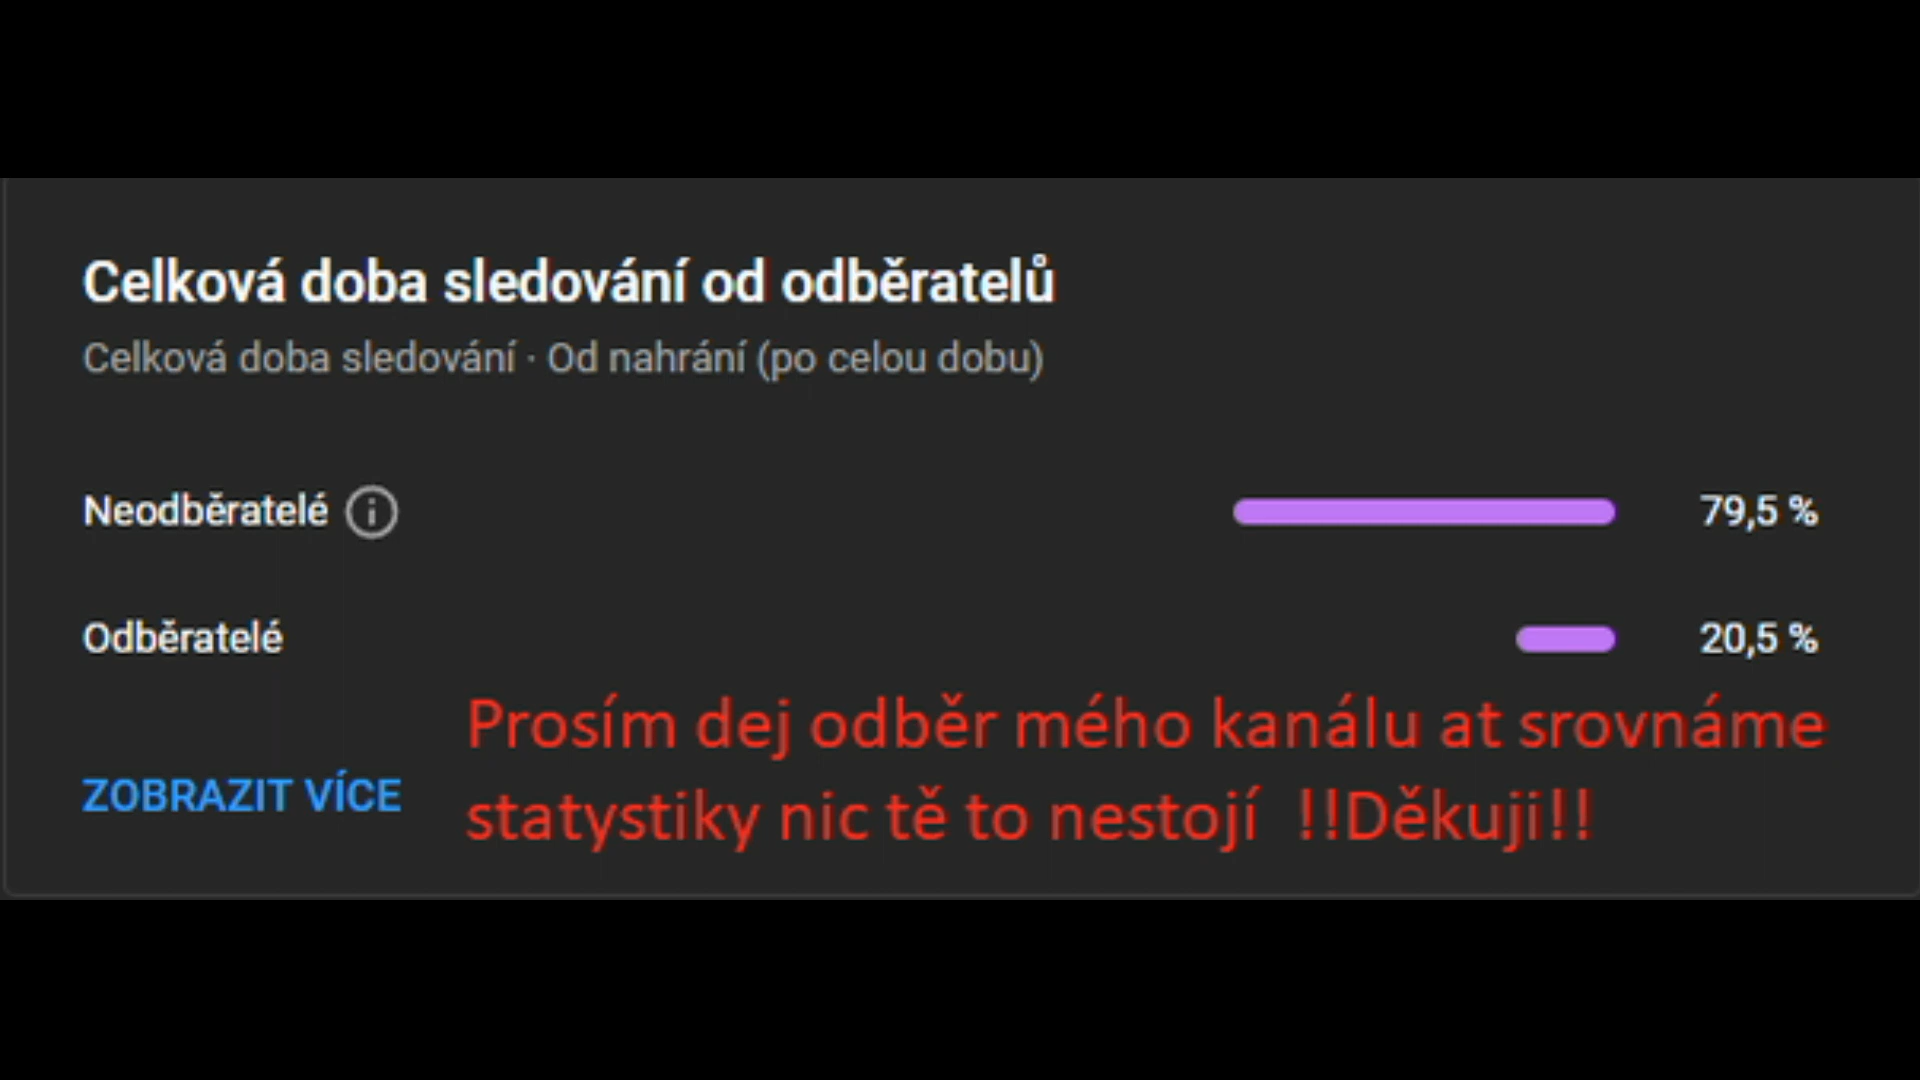 Celková doba sledování od odběratelů
Celková doba sledování · Od nahrání (po celou dobu)
Neodběratelé 79,5 %
Odběratelé 20,5 %
Prosím dej odběr mého kanálu at srovnáme
statystiky nic tě to nestojí !!Děkuji!!
ZOBRAZIT VÍCE